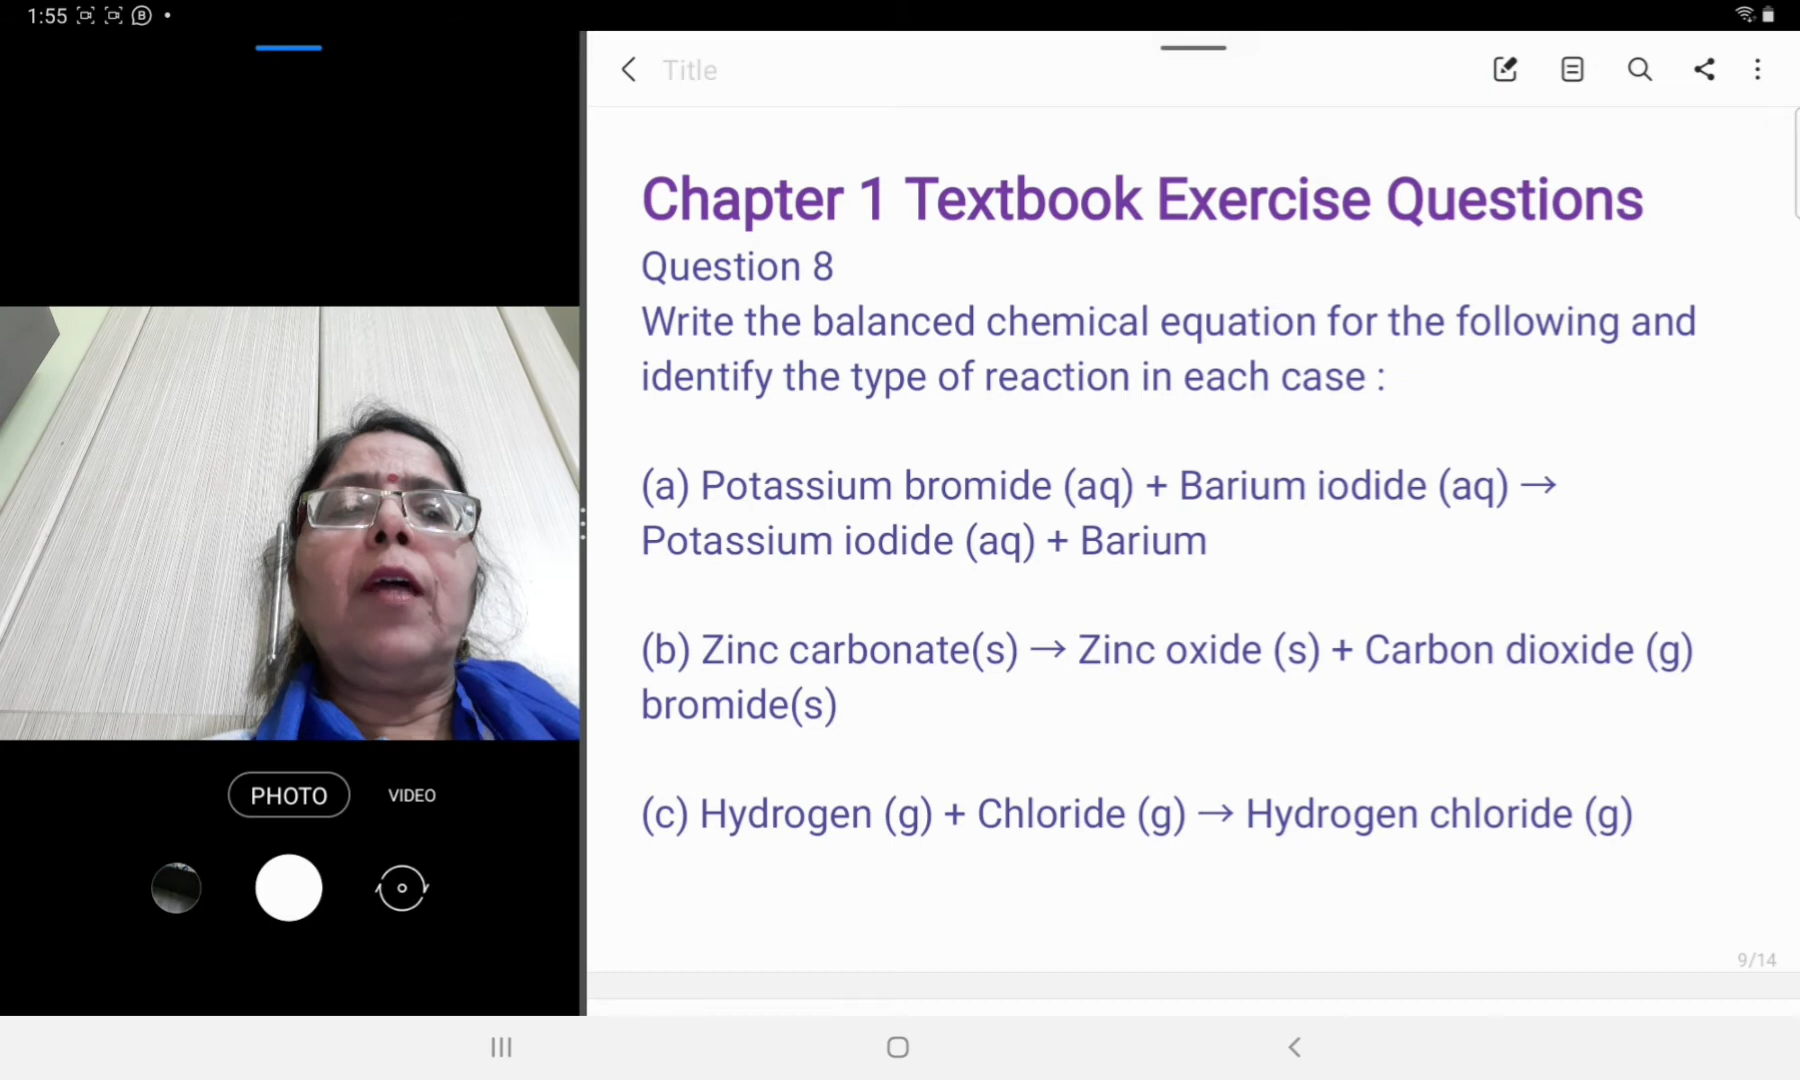 1:55
Title
Chapter 1 Textbook Exercise Questions
Question 8
Write the balanced chemical equation for the following and
identify the type of reaction in each case :
(a) Potassium bromide (aq) + Barium iodide (aq) →
Potassium iodide (aq) + Barium
(b) Zinc carbonate(s) → Zinc oxide (s) + Carbon dioxide (g)
bromide(s)
(c) Hydrogen (g) + Chloride (g) → Hydrogen chloride (g)
9/14
PHOTO VIDEO